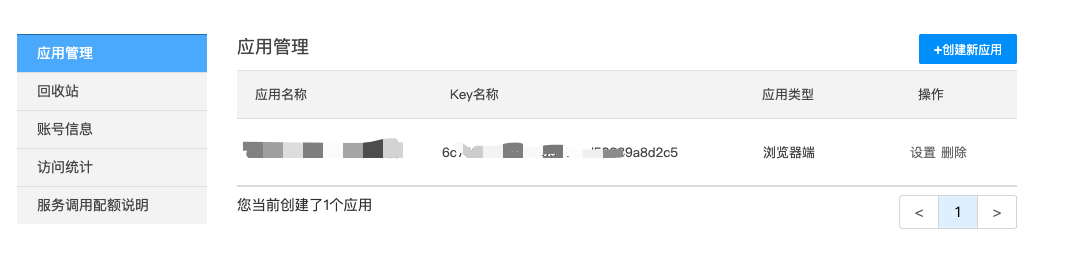 应用管理
回收站
账号信息
访问统计
服务调用配额说明
应用管理
+创建新应用
应用名称 Key名称 应用类型 操作
9a8d2c5 浏览器端 设置 删除
您当前创建了1个应用
< 1 >